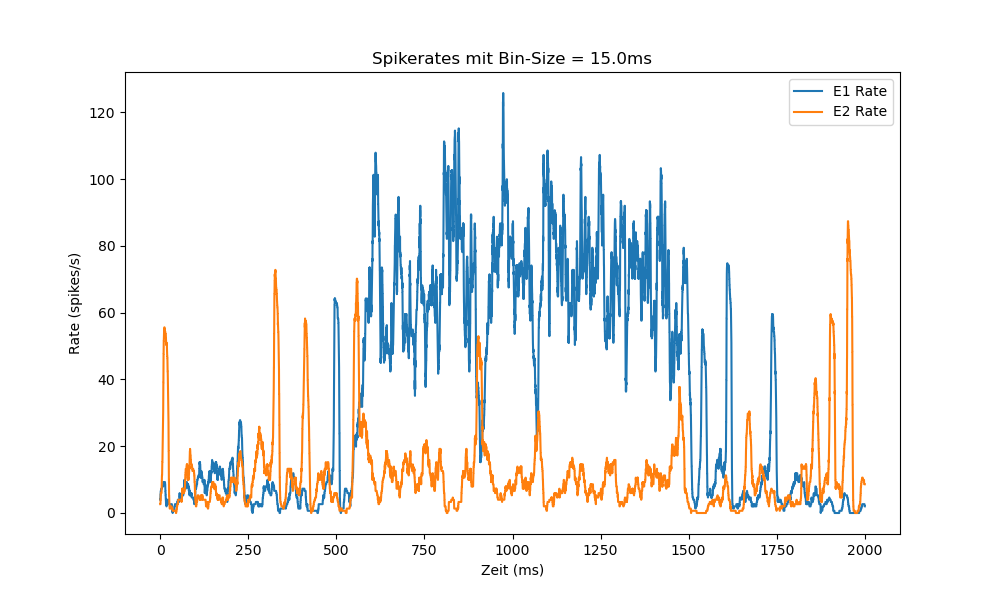 Spikerates mit Bin-Size = 15.0ms
E1 Rate
E2 Rate
Rate (spikes/s)
120
100
80
60
40
20
0
0 250 500 750 1000 1250 1500 1750 2000
Zeit (ms)